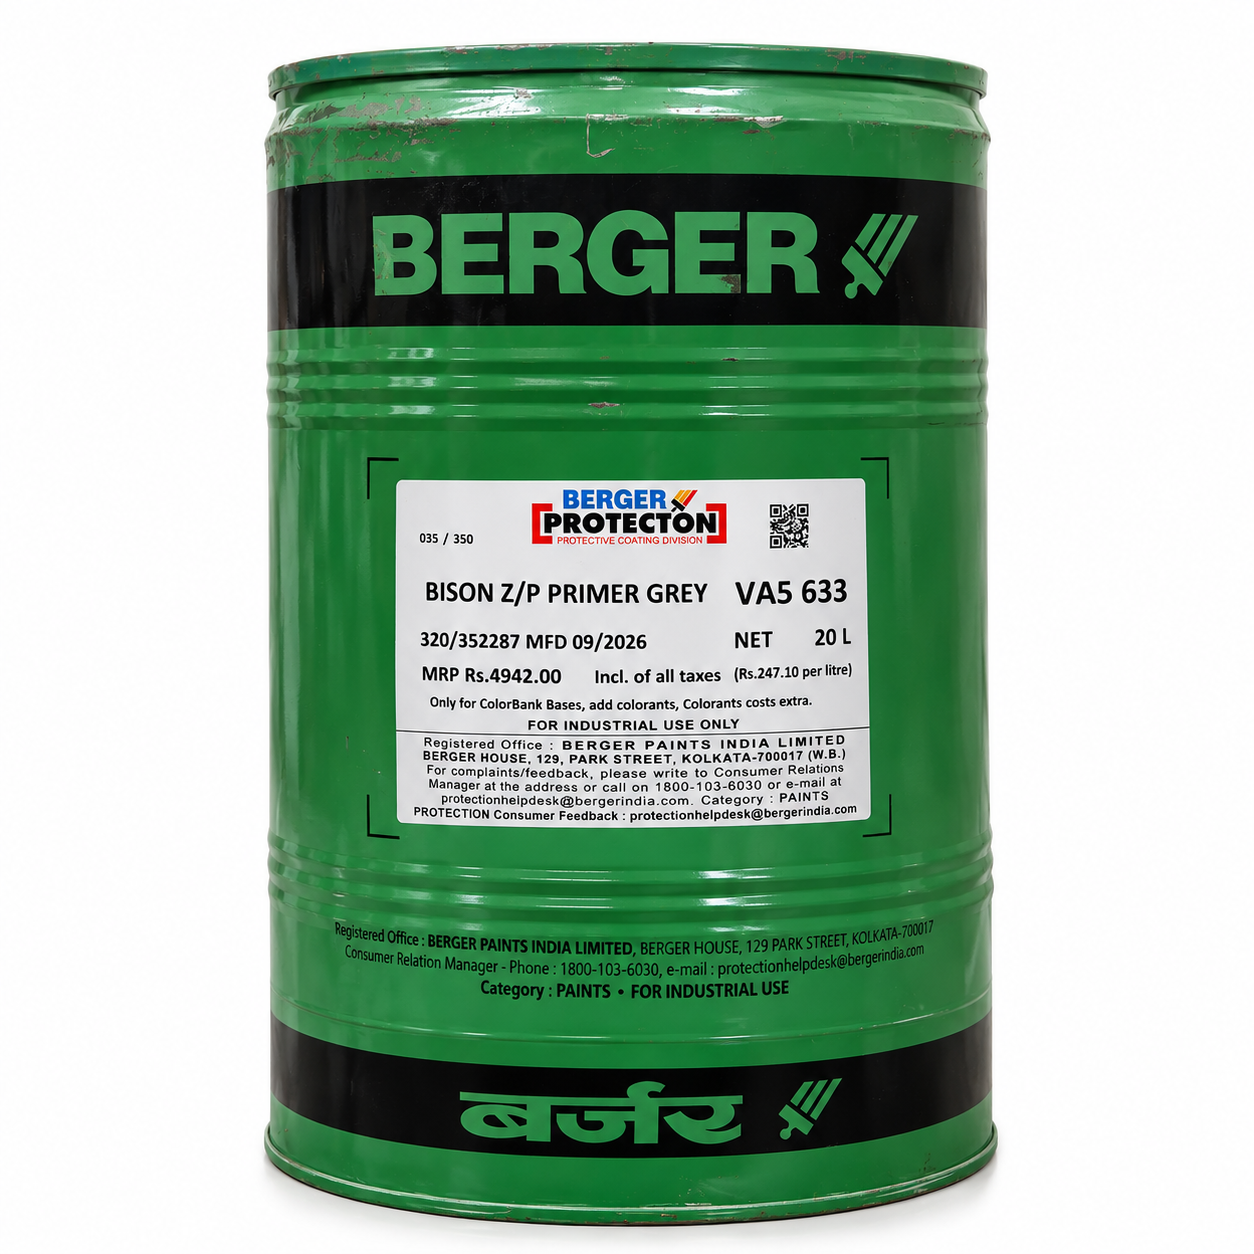 BERGER
BERGER
PROTECTON
PROTECTIVE COATING DIVISION
035 / 350
BISON Z/P PRIMER GREY VA5 633
320/352287 MFD 09/2026 NET 20 L
MRP Rs.4942.00 Incl. of all taxes (Rs.247.10 per litre)
Only for ColorBank Bases, add colorants, Colorants costs extra.
FOR INDUSTRIAL USE ONLY
Registered Office : BERGER PAINTS INDIA LIMITED
BERGER HOUSE, 129, PARK STREET, KOLKATA-700017 (W.B.)
For complaints/feedback, please write to Consumer Relations
Manager at the address or call on 1800-103-6030 or e-mail at
protectionhelpdesk@bergerindia.com. Category : PAINTS
PROTECTION Consumer Feedback : protectionhelpdesk@bergerindia.com
Registered Office : BERGER PAINTS INDIA LIMITED, BERGER HOUSE, 129 PARK STREET, KOLKATA-700017
Consumer Relation Manager - Phone : 1800-103-6030, e-mail : protectionhelpdesk@bergerindia.com
Category : PAINTS • FOR INDUSTRIAL USE
बर्जर